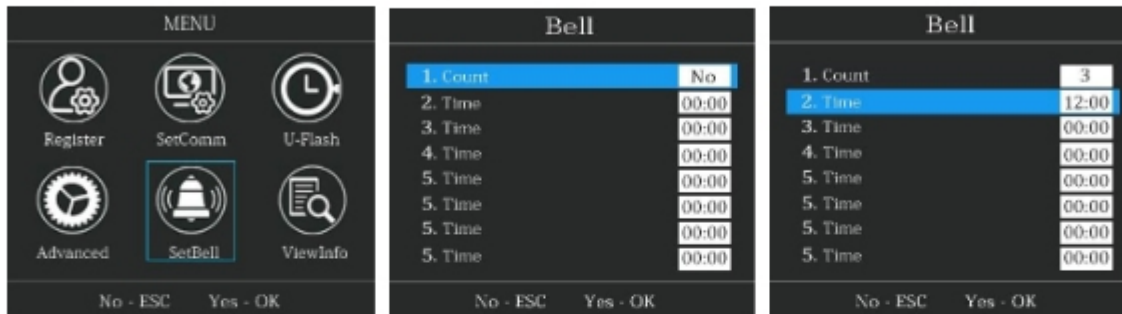 MENU
Register SetComm U-Flash
Advanced SetBell ViewInfo
No - ESC Yes - OK
Bell
1. Count No
2. Time 00:00
3. Time 00:00
4. Time 00:00
5. Time 00:00
5. Time 00:00
5. Time 00:00
5. Time 00:00
No - ESC Yes - OK
Bell
1. Count 3
2. Time 12:00
3. Time 00:00
4. Time 00:00
5. Time 00:00
5. Time 00:00
5. Time 00:00
5. Time 00:00
No - ESC Yes - OK